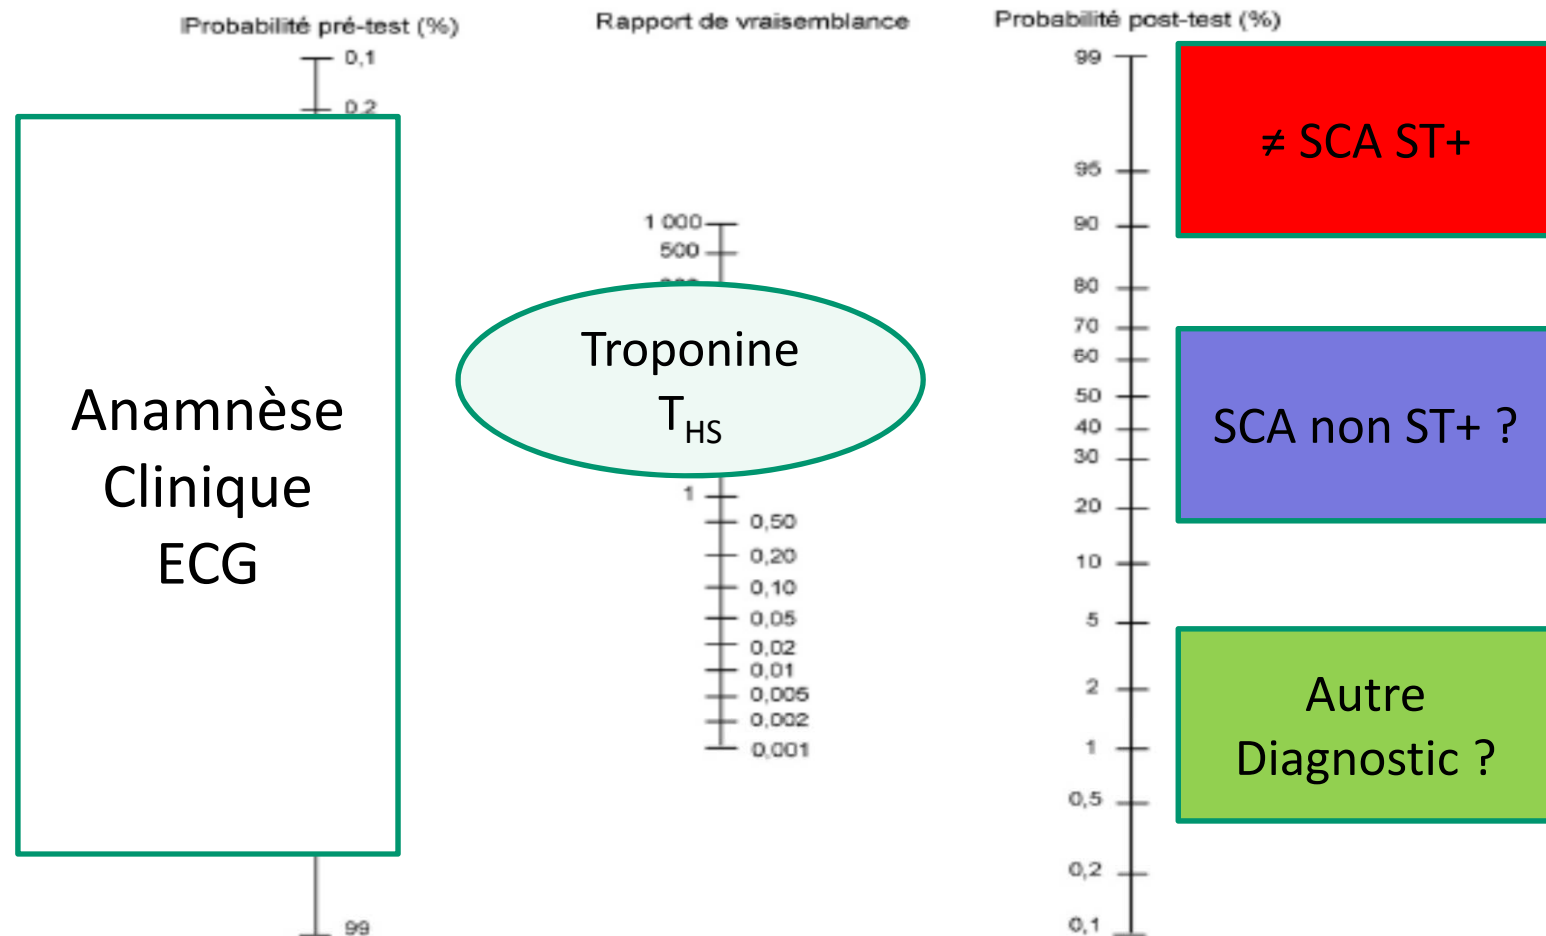 Probabilité pré-test (%)
0,1
0,2
Anamnèse
Clinique
ECG
99
Rapport de vraisemblance
1 000
500
Troponine
T HS
1
0,50
0,20
0,10
0,05
0,02
0,01
0,005
0,002
0,001
Probabilité post-test (%)
99
95
90
80
70
60
50
40
30
20
10
5
2
1
0,5
0,2
0,1
≠ SCA ST+
SCA non ST+ ?
Autre
Diagnostic ?